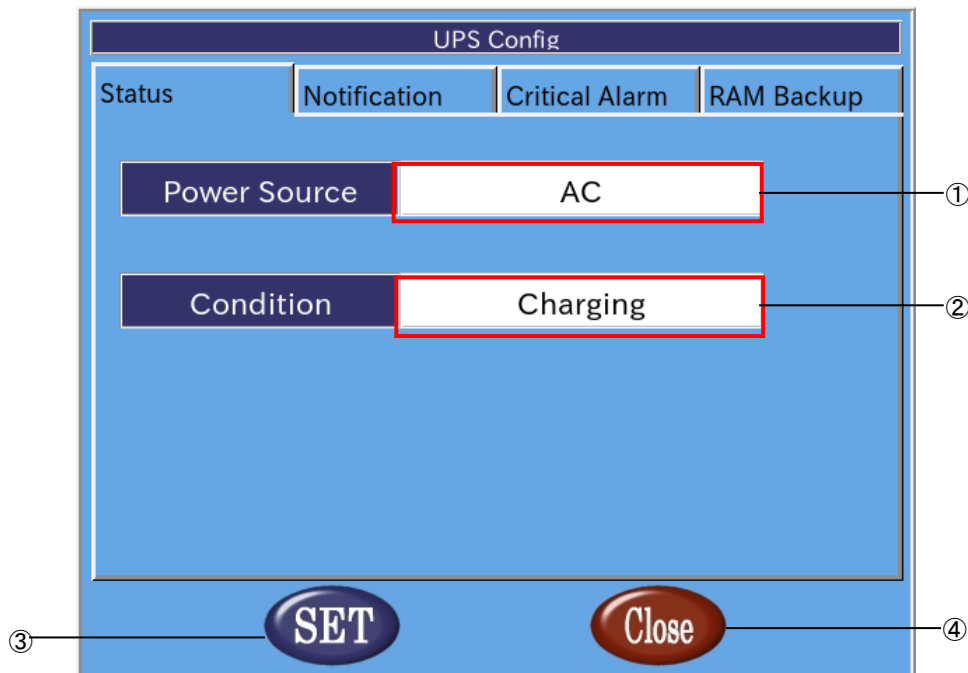 UPS Config
Status Notification Critical Alarm RAM Backup
Power Source AC ①
Condition Charging ②
③ SET Close ④